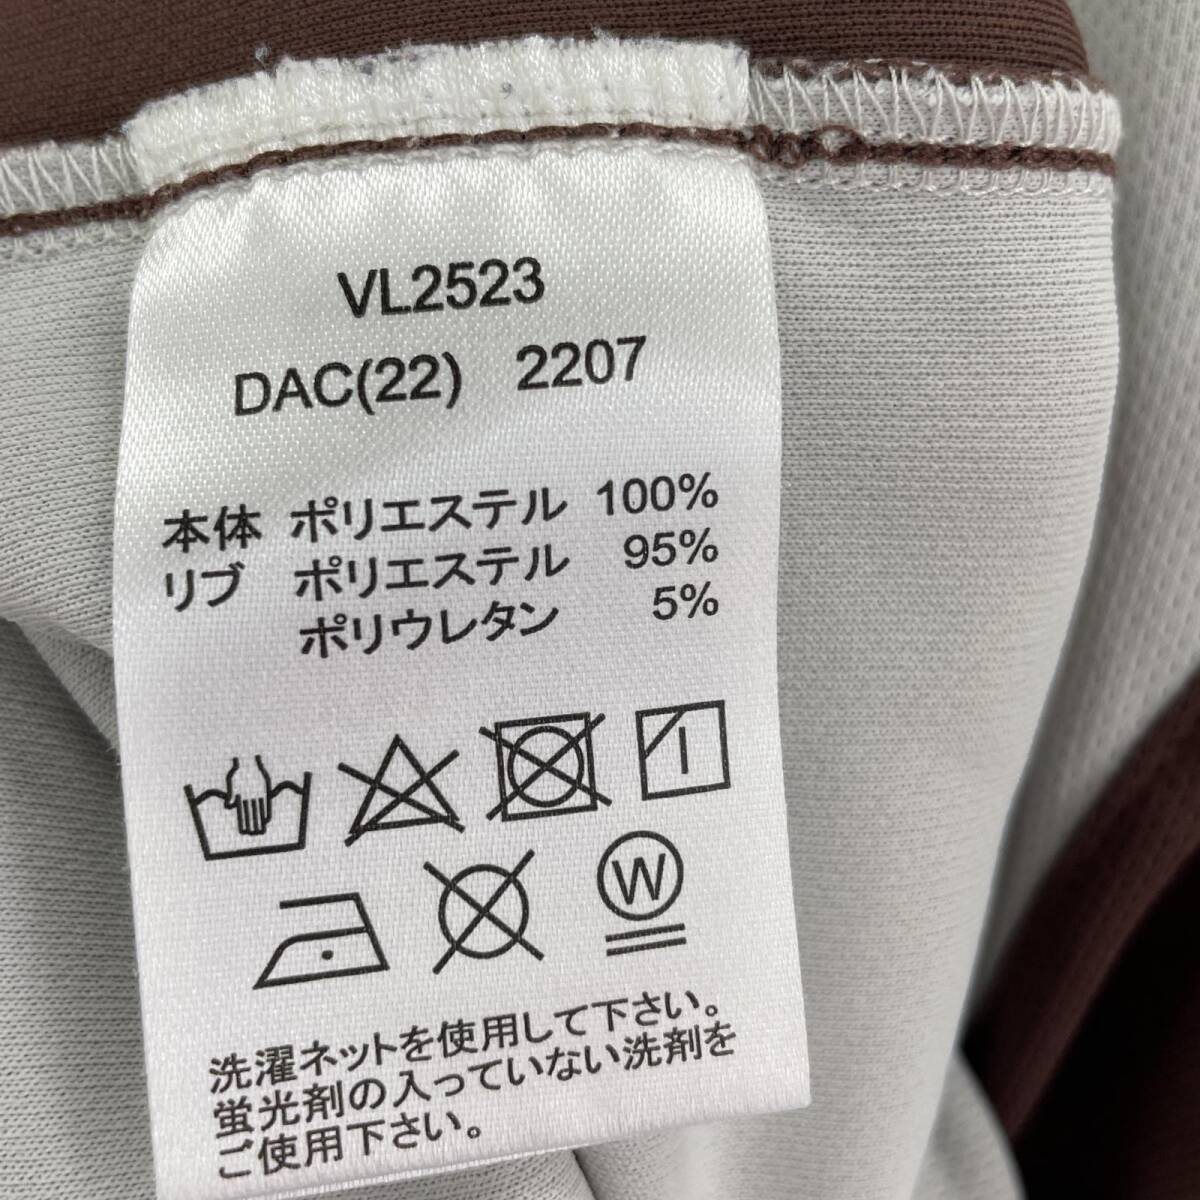 VL2523
DAC(22) 2207
本体 ポリエステル 100%
リブ ポリエステル 95%
ポリウレタン 5%
W
洗濯ネットを使用して下さい。
蛍光剤の入っていない洗剤を
ご使用下さい。